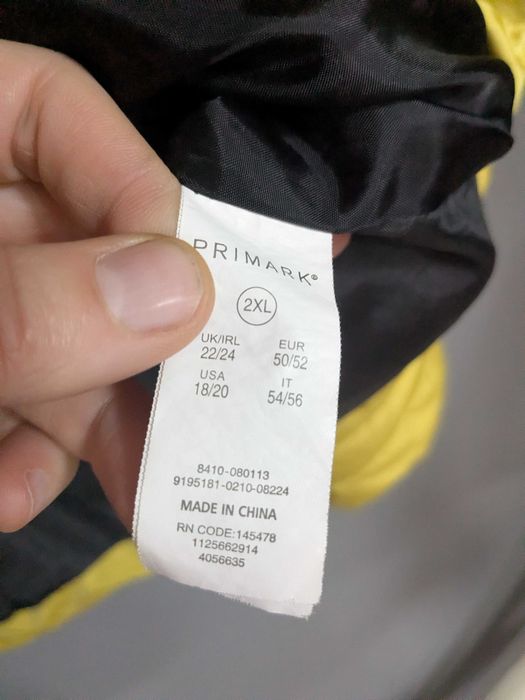 PRIMARK®
2XL
UK/IRL EUR
22/24 50/52
USA IT
18/20 54/56
8410-080113
9195181-0210-08224
MADE IN CHINA
RN CODE:145478
1125662914
4056635